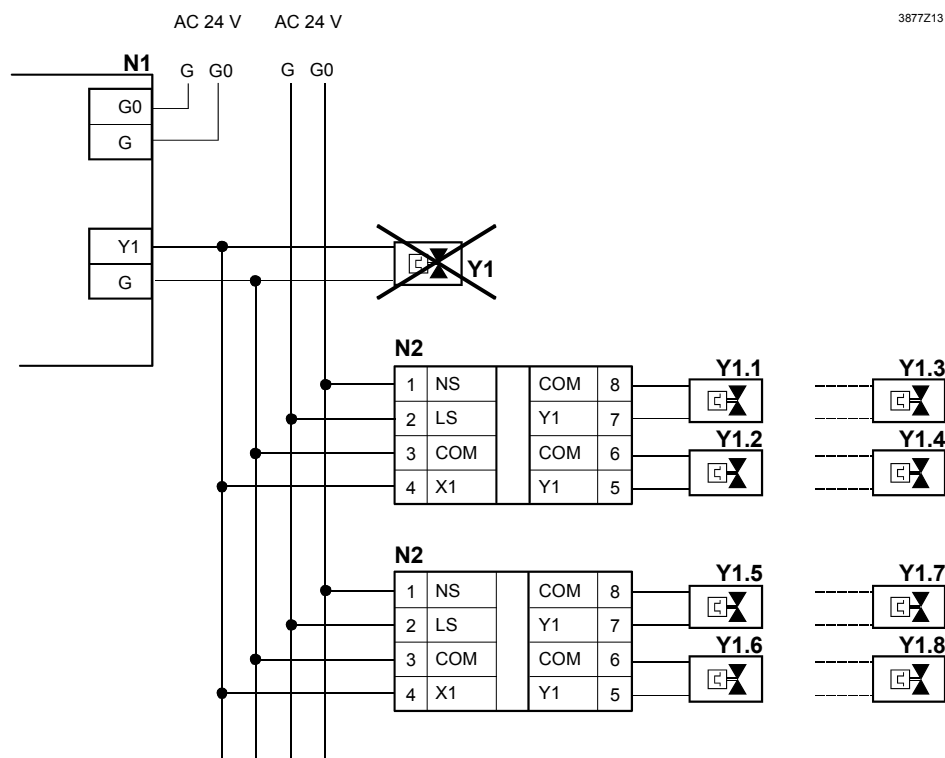 AC 24 V AC 24 V 3877Z13
N1 G G0 G G0
G0
G
Y1
G
Y1
N2
1 NS COM 8
2 LS Y1 7
3 COM COM 6
4 X1 Y1 5
Y1.1 Y1.3
Y1.2 Y1.4
N2
1 NS COM 8
2 LS Y1 7
3 COM COM 6
4 X1 Y1 5
Y1.5 Y1.7
Y1.6 Y1.8